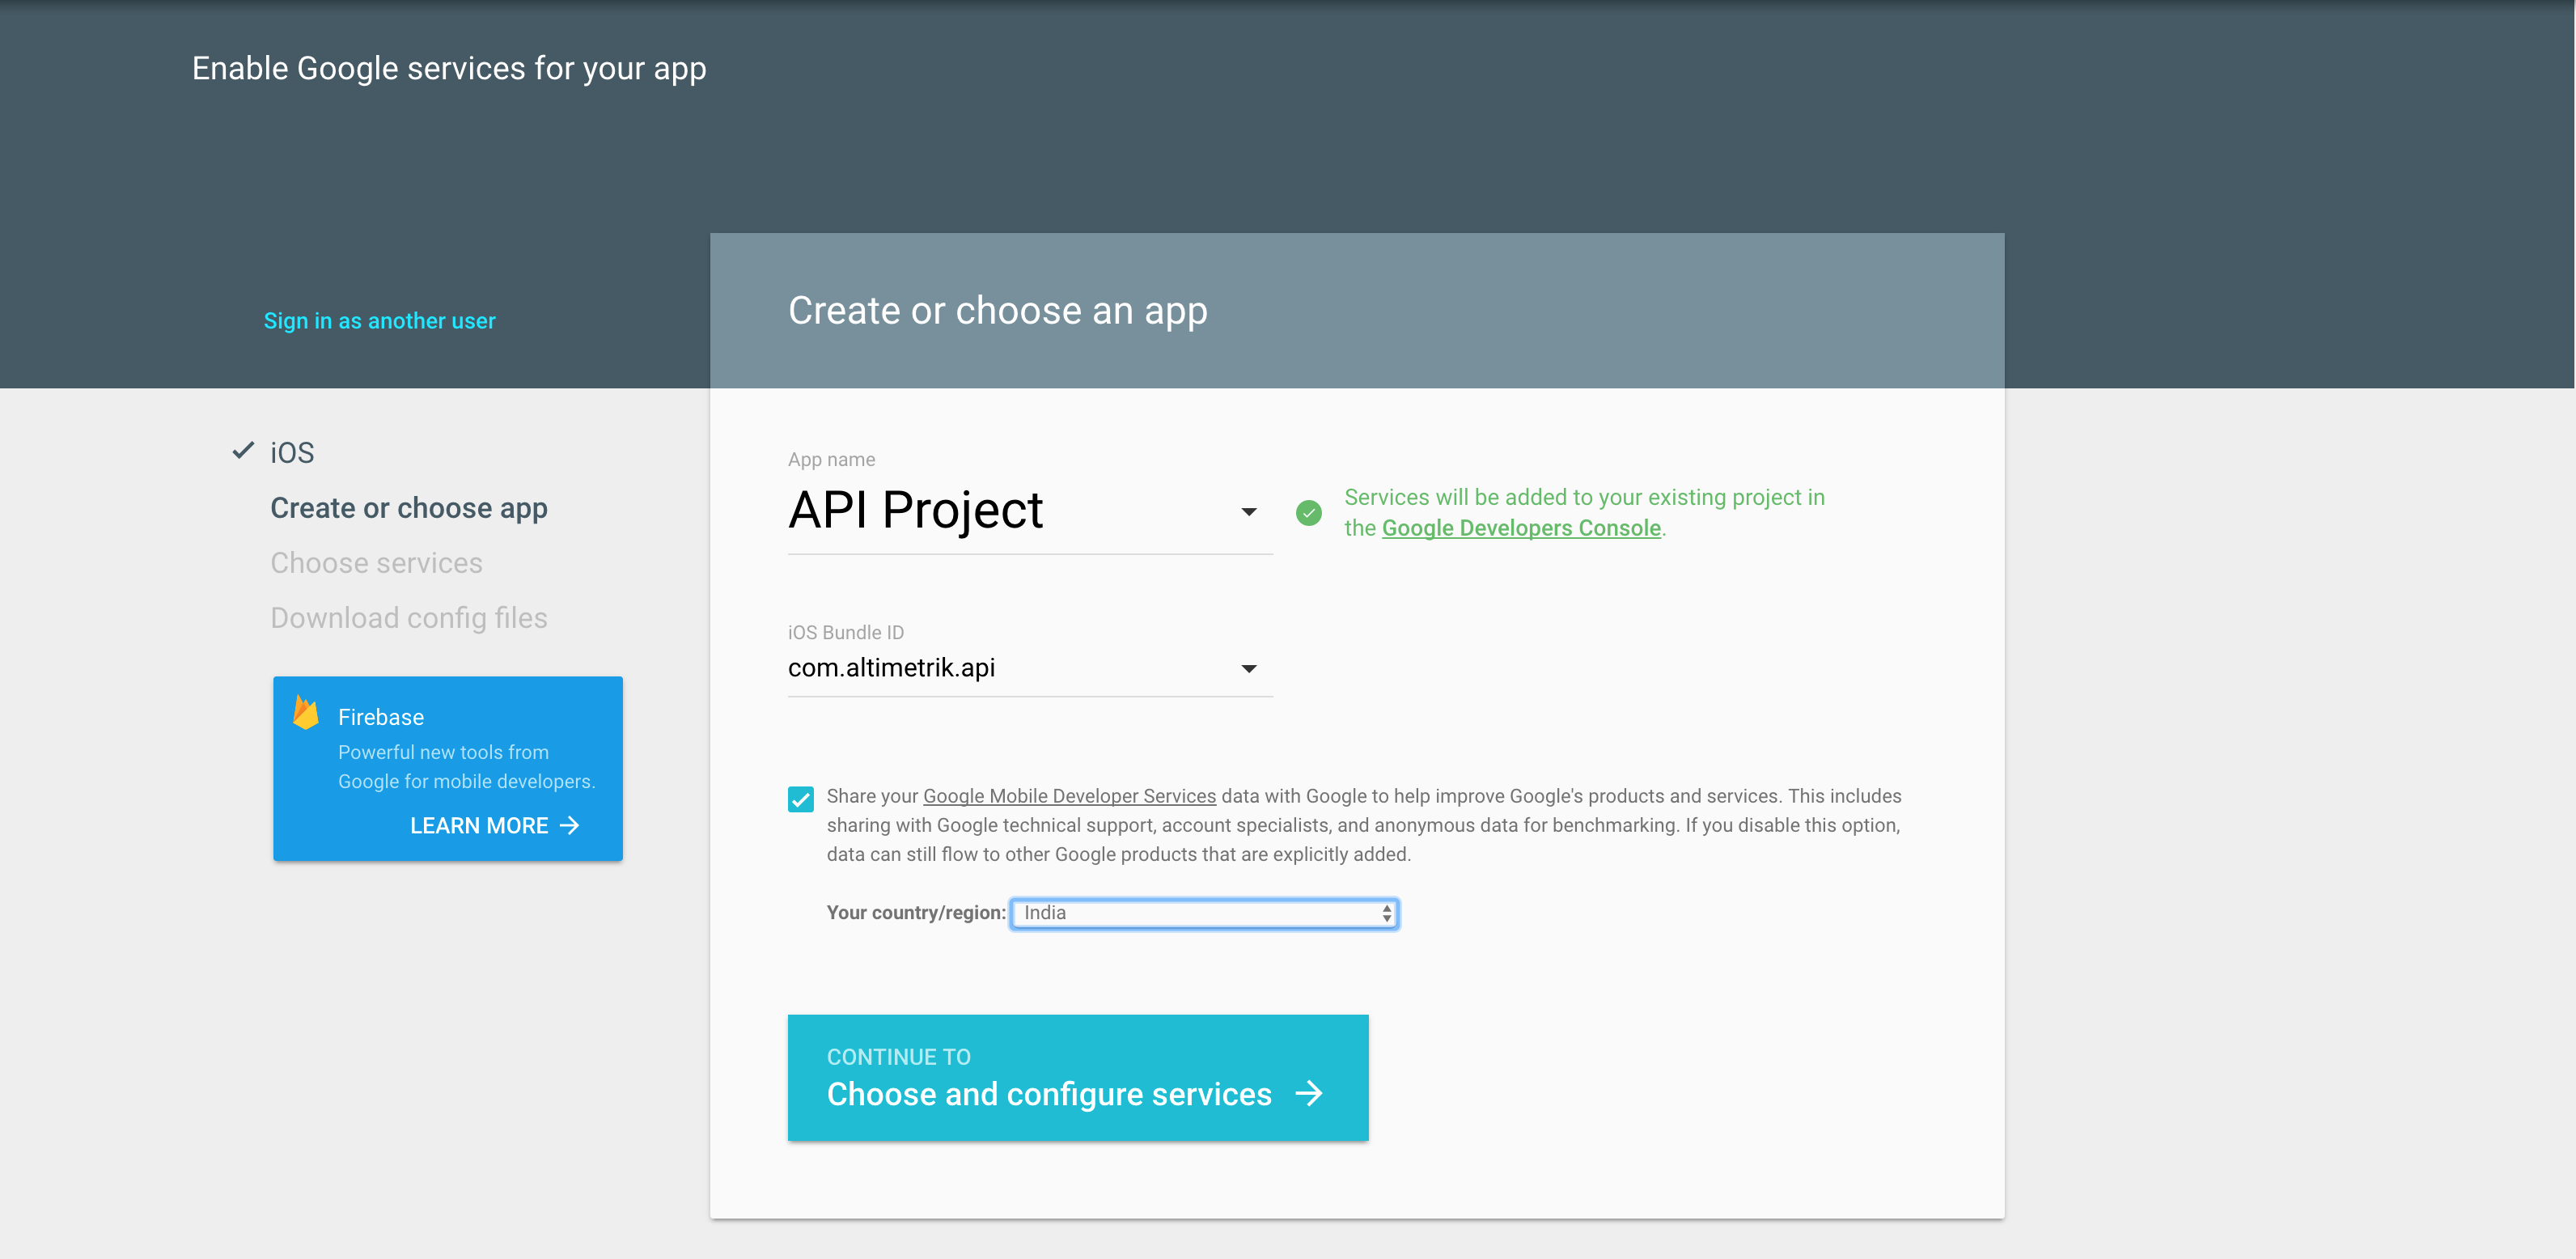 Enable Google services for your app
Sign in as another user
Create or choose an app
iOS
Create or choose app
Choose services
Download config files
Firebase
Powerful new tools from
Google for mobile developers.
LEARN MORE
App name
API Project
Services will be added to your existing project in
the Google Developers Console.
iOS Bundle ID
com.altimetrik.api
Share your Google Mobile Developer Services data with Google to help improve Google's products and services. This includes
sharing with Google technical support, account specialists, and anonymous data for benchmarking. If you disable this option,
data can still flow to other Google products that are explicitly added.
Your country/region: India
CONTINUE TO
Choose and configure services